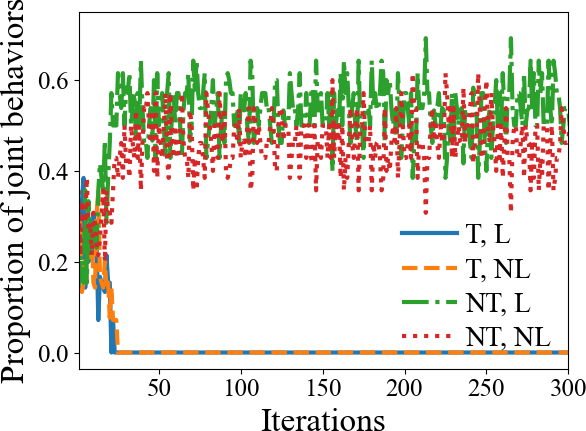 Proportion of joint behaviors
0.6
0.4
0.2
0.0
T, L
T, NL
NT, L
NT, NL
50 100 150 200 250 300
Iterations